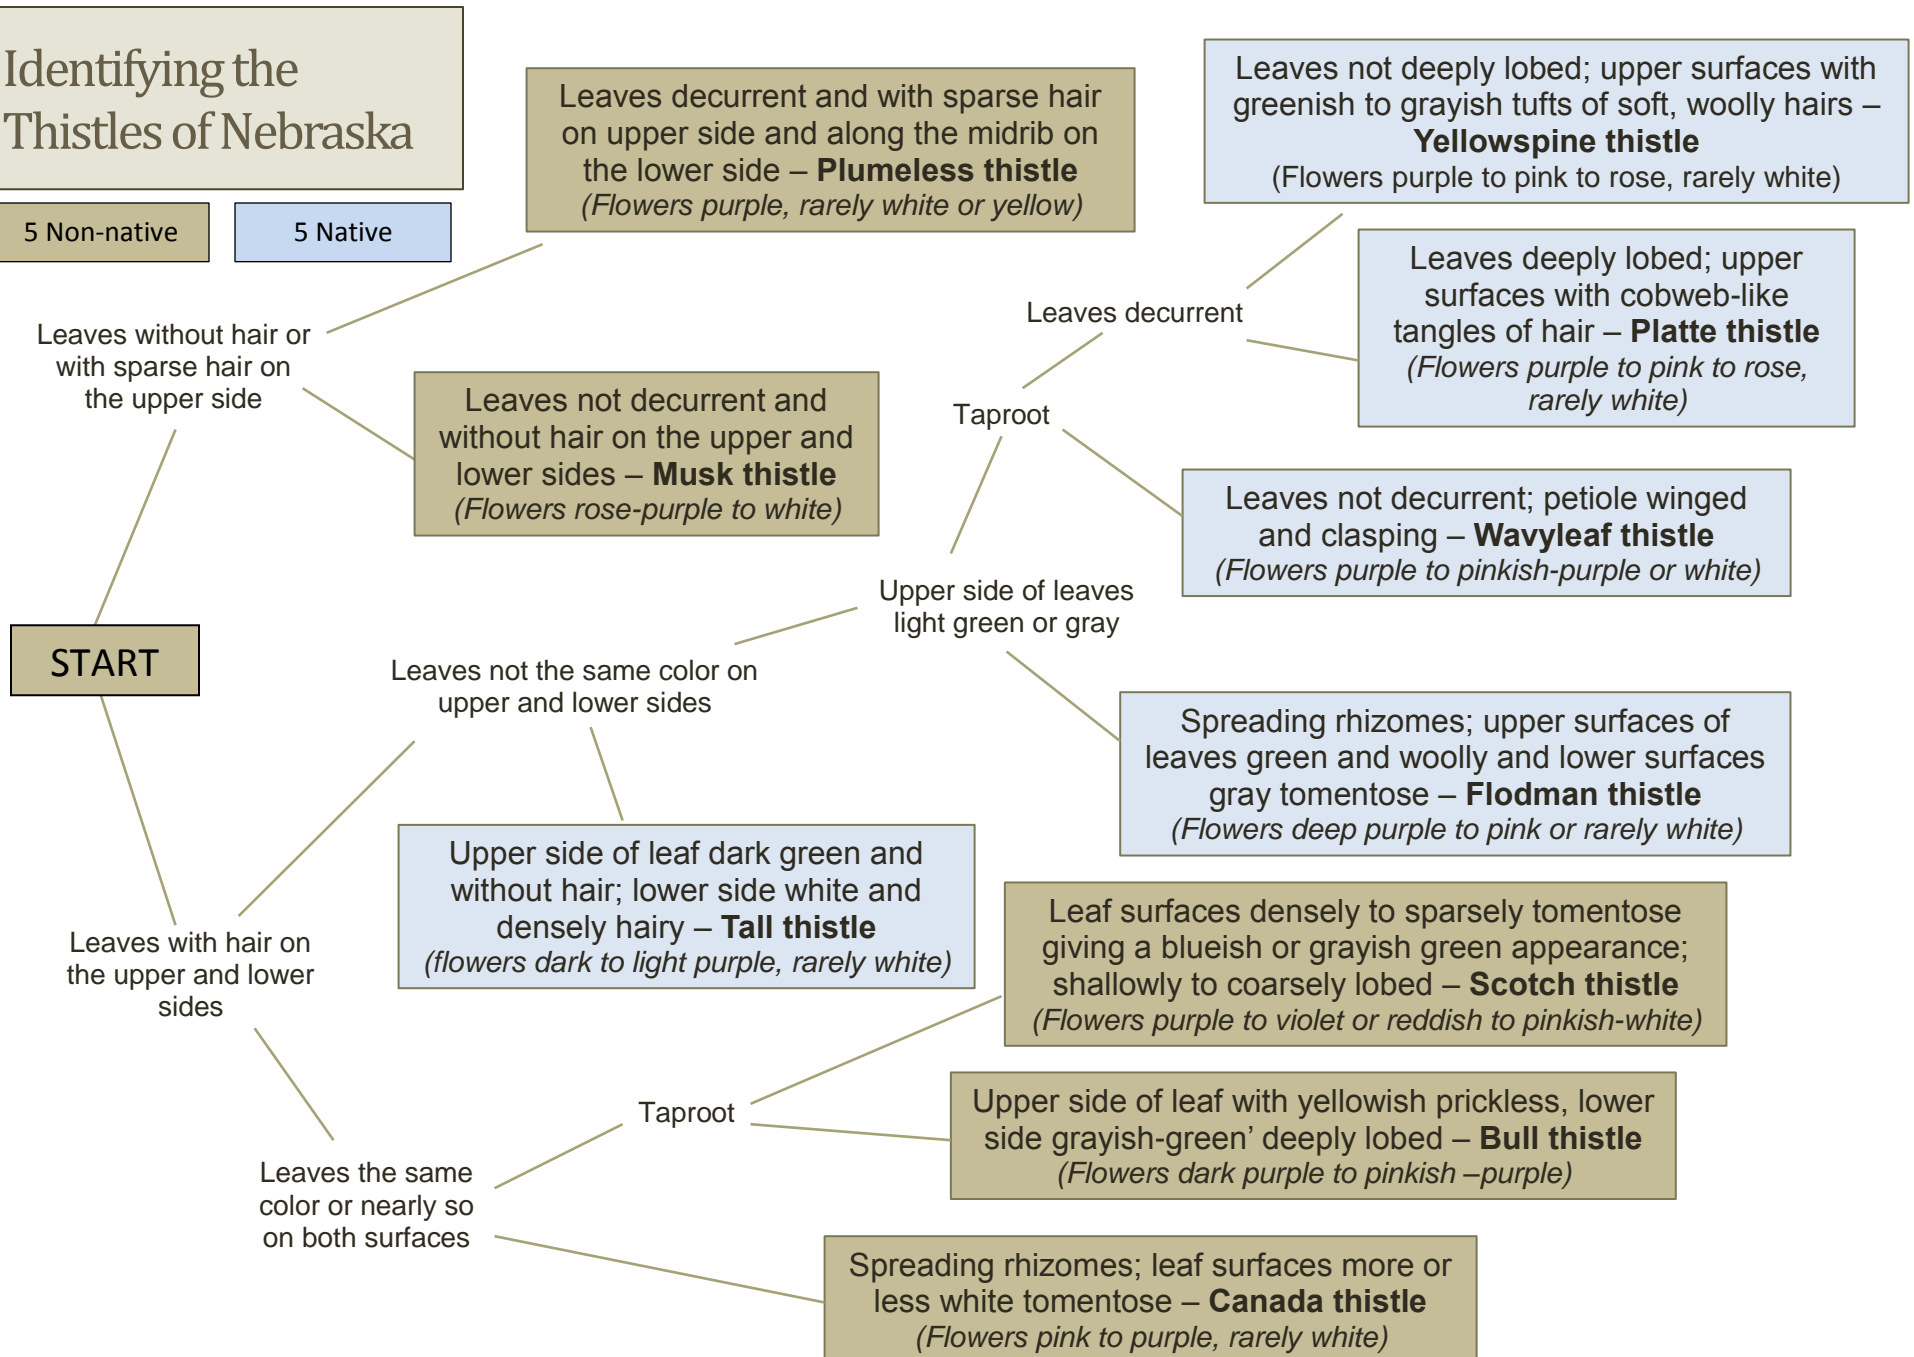 Identifying the
Thistles of Nebraska
5 Non-native
5 Native
Leaves decurrent and with sparse hair
on upper side and along the midrib on
the lower side – Plumeless thistle
(Flowers purple, rarely white or yellow)
Leaves not deeply lobed; upper surfaces with
greenish to grayish tufts of soft, woolly hairs –
Yellowspine thistle
(Flowers purple to pink to rose, rarely white)
Leaves deeply lobed; upper
surfaces with cobweb-like
tangles of hair – Platte thistle
(Flowers purple to pink to rose,
rarely white)
Leaves decurrent
Leaves without hair or
with sparse hair on
the upper side
Leaves not decurrent and
without hair on the upper and
lower sides – Musk thistle
(Flowers rose-purple to white)
Taproot
Leaves not decurrent; petiole winged
and clasping – Wavyleaf thistle
(Flowers purple to pinkish-purple or white)
Upper side of leaves
light green or gray
START
Leaves not the same color on
upper and lower sides
Spreading rhizomes; upper surfaces of
leaves green and woolly and lower surfaces
gray tomentose – Flodman thistle
(Flowers deep purple to pink or rarely white)
Upper side of leaf dark green and
without hair; lower side white and
densely hairy – Tall thistle
(flowers dark to light purple, rarely white)
Leaves with hair on
the upper and lower
sides
Leaf surfaces densely to sparsely tomentose
giving a blueish or grayish green appearance;
shallowly to coarsely lobed – Scotch thistle
(Flowers purple to violet or reddish to pinkish-white)
Taproot
Upper side of leaf with yellowish prickless, lower
side grayish-green’ deeply lobed – Bull thistle
(Flowers dark purple to pinkish –purple)
Leaves the same
color or nearly so
on both surfaces
Spreading rhizomes; leaf surfaces more or
less white tomentose – Canada thistle
(Flowers pink to purple, rarely white)